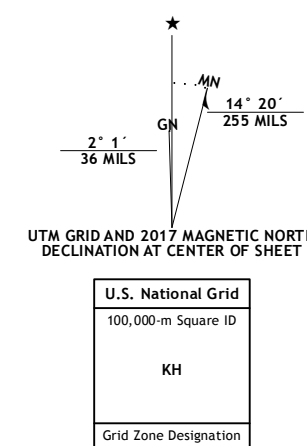 ★
MN
GN
14° 20´
255 MILS
2° 1´
36 MILS
UTM GRID AND 2017 MAGNETIC NORT
DECLINATION AT CENTER OF SHEET
U.S. National Grid
100,000-m Square ID
KH
Grid Zone Designation